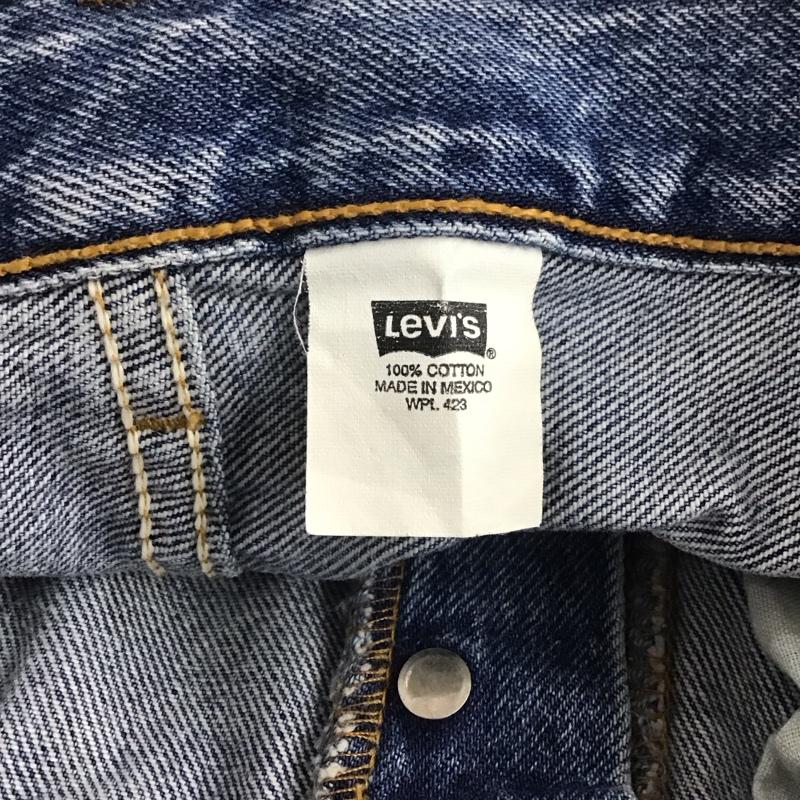 Levi's
®
100% COTTON
MADE IN MEXICO
WPL. 423